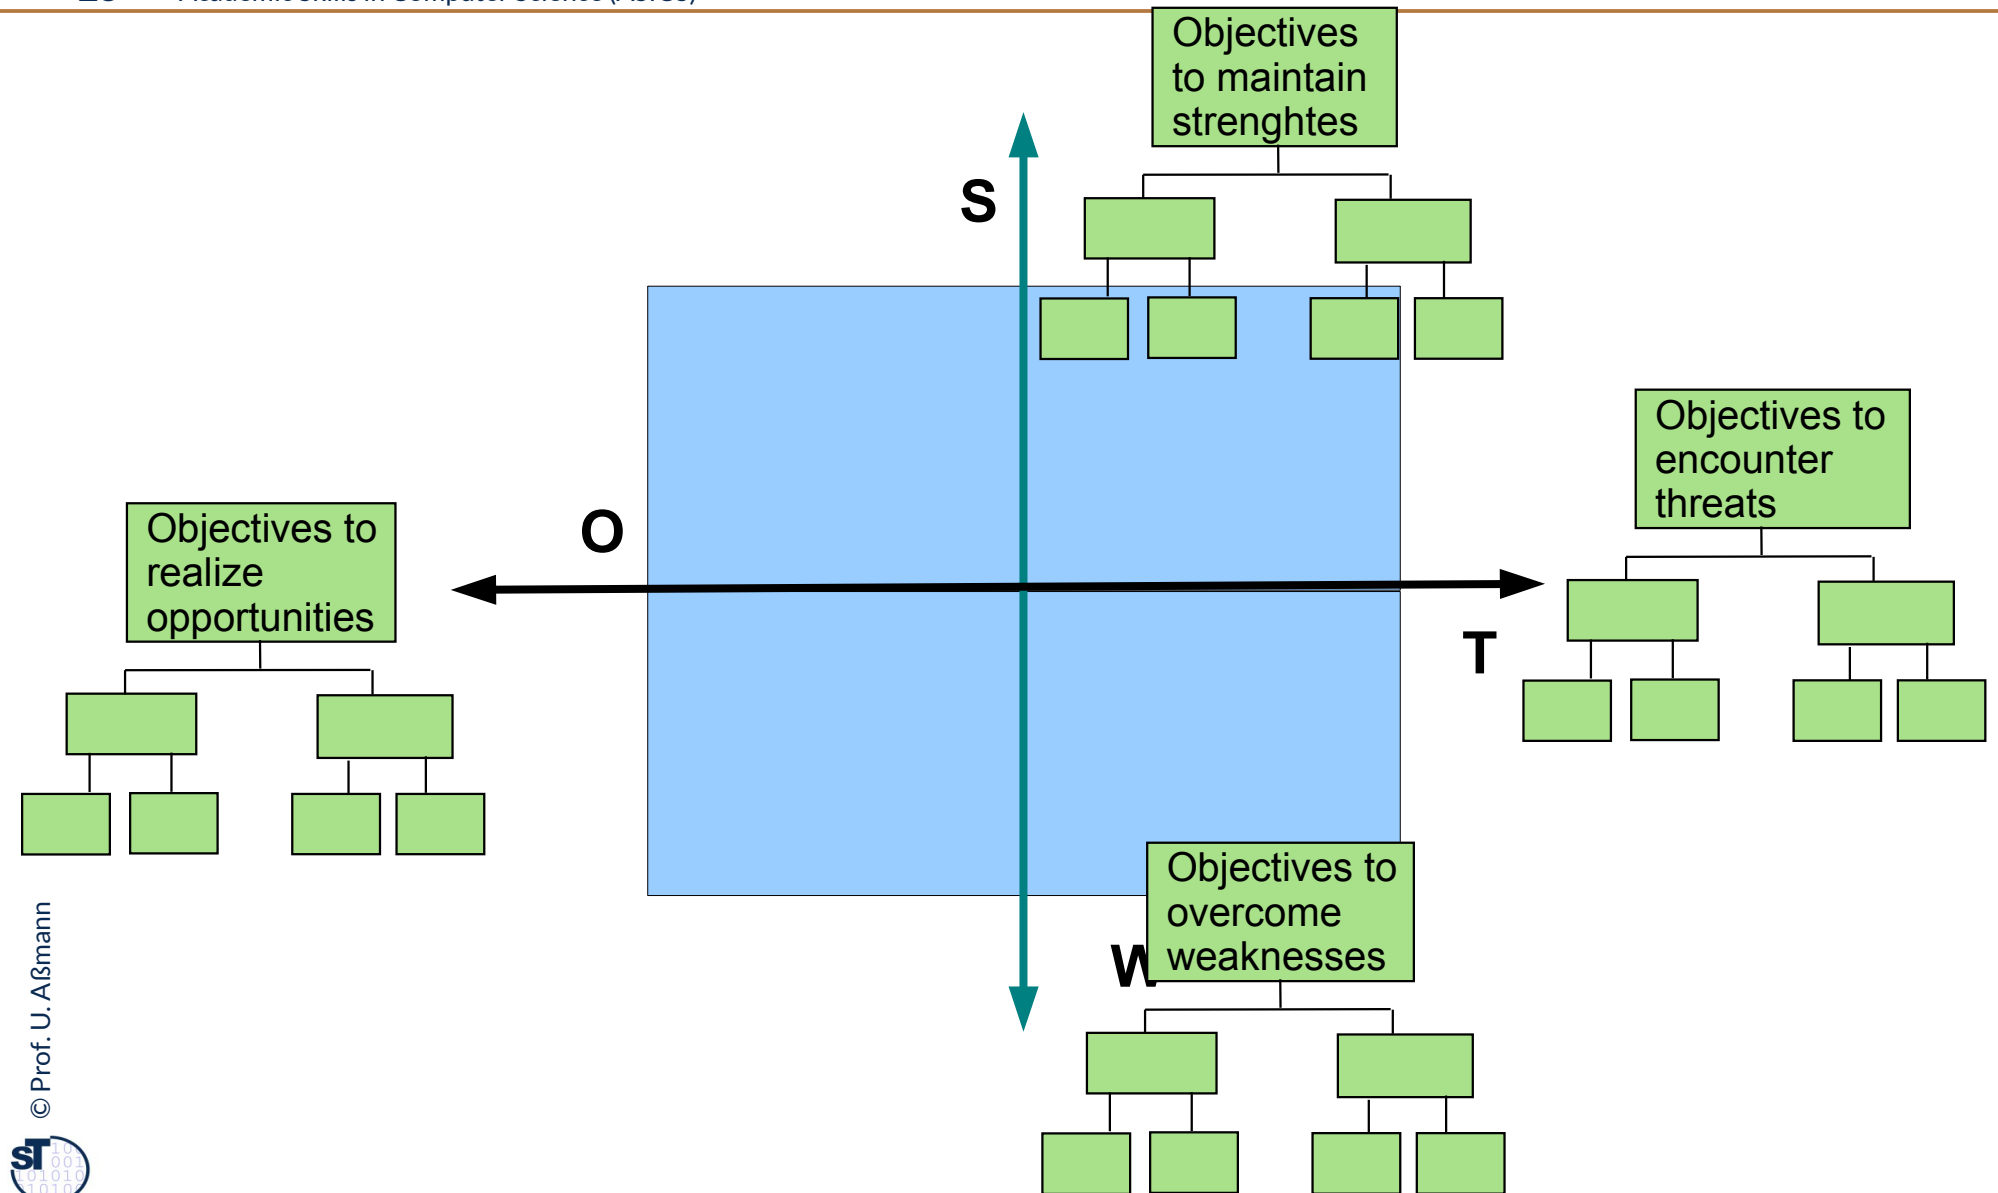 Objectives
to maintain
strenghtes
S
Objectives to
encounter
threats
O
Objectives to
realize
opportunities
T
Objectives to
overcome
weaknesses
W
© Prof. U. Aßmann
ST